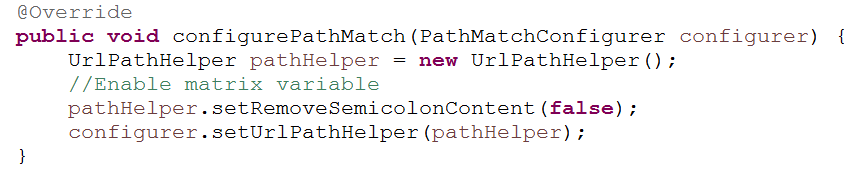 @Override
public void configurePathMatch(PathMatchConfigurer configurer) {
    UrlPathHelper pathHelper = new UrlPathHelper();
    //Enable matrix variable
    pathHelper.setRemoveSemicolonContent(false);
    configurer.setUrlPathHelper(pathHelper);
}